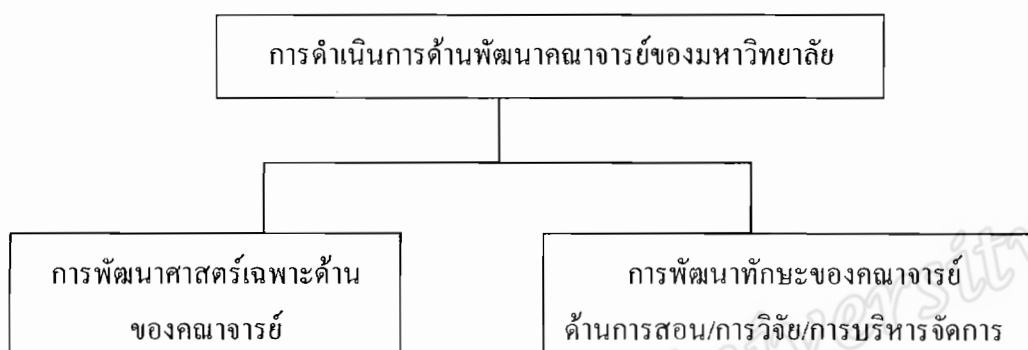 การดำเนินการด้านพัฒนาคณาจารย์ของมหาวิทยาลัย
การพัฒนาศาสตร์เฉพาะด้าน
ของคณาจารย์
การพัฒนาทักษะของคณาจารย์
ด้านการสอน/การวิจัย/การบริหารจัดการ